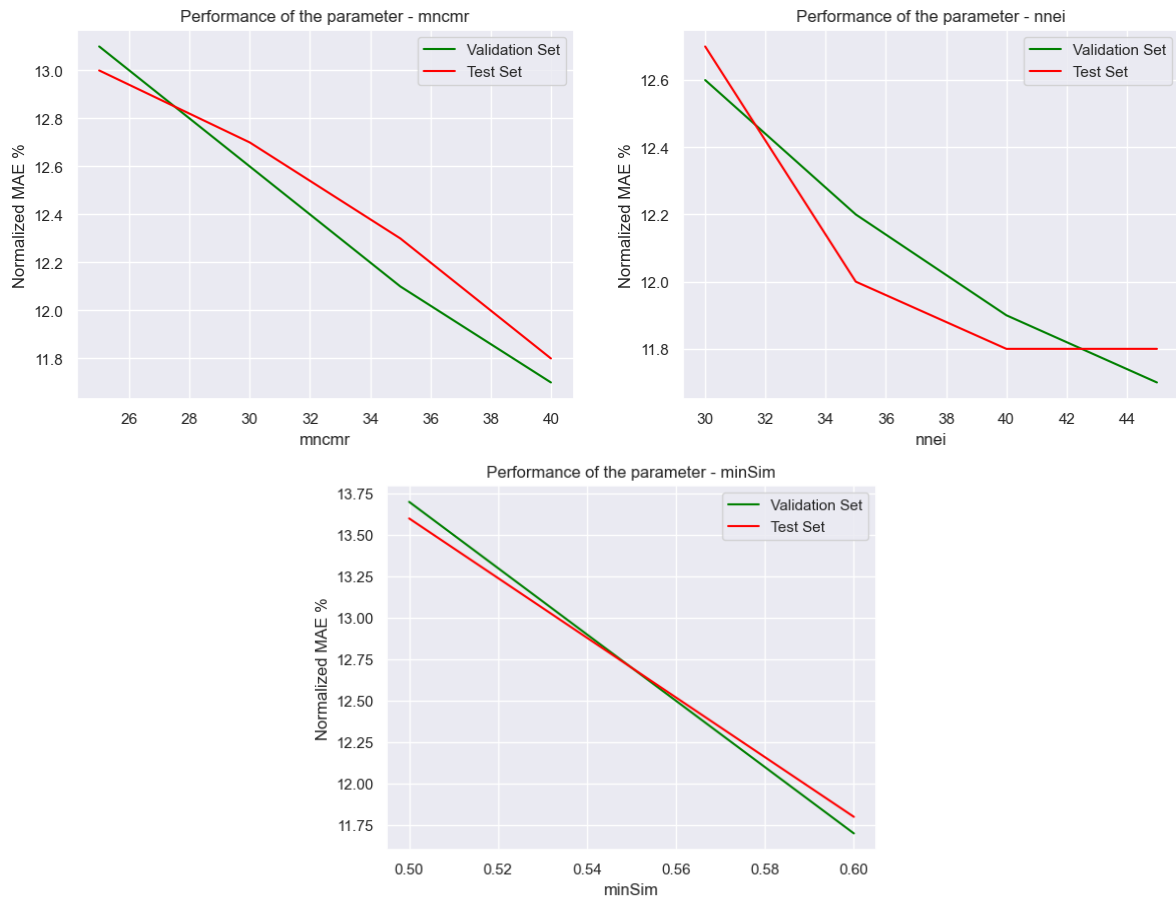 Performance of the parameter - mncmr
Validation Set
Test Set
Normalized MAE %
13.0
12.8
12.6
12.4
12.2
12.0
11.8
26 28 30 32 34 36 38 40
mncmr
Performance of the parameter - nnei
Validation Set
Test Set
Normalized MAE %
12.6
12.4
12.2
12.0
11.8
30 32 34 36 38 40 42 44
nnei
Performance of the parameter - minSim
Validation Set
Test Set
Normalized MAE %
13.75
13.50
13.25
13.00
12.75
12.50
12.25
12.00
11.75
0.50 0.52 0.54 0.56 0.58 0.60
minSim